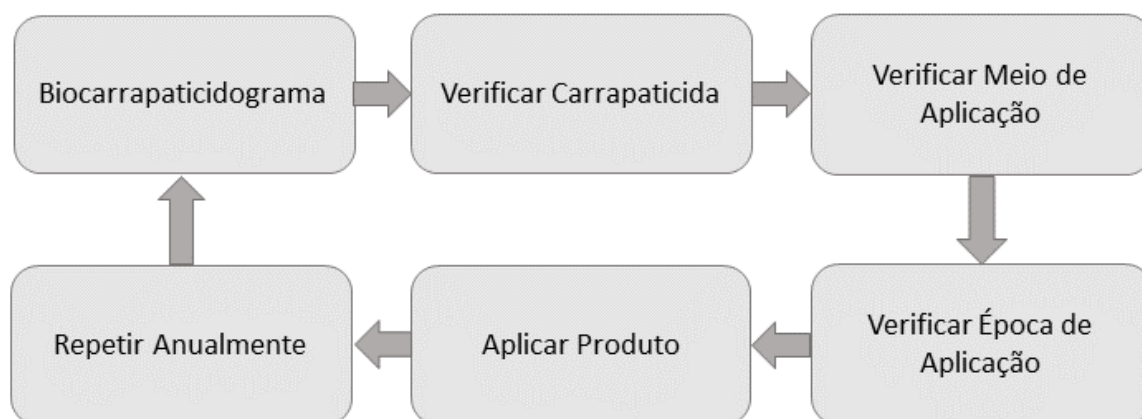 Biocarrapaticidograma
Verificar Carrapaticida
Verificar Meio de
Aplicação
Repetir Anualmente
Aplicar Produto
Verificar Época de
Aplicação